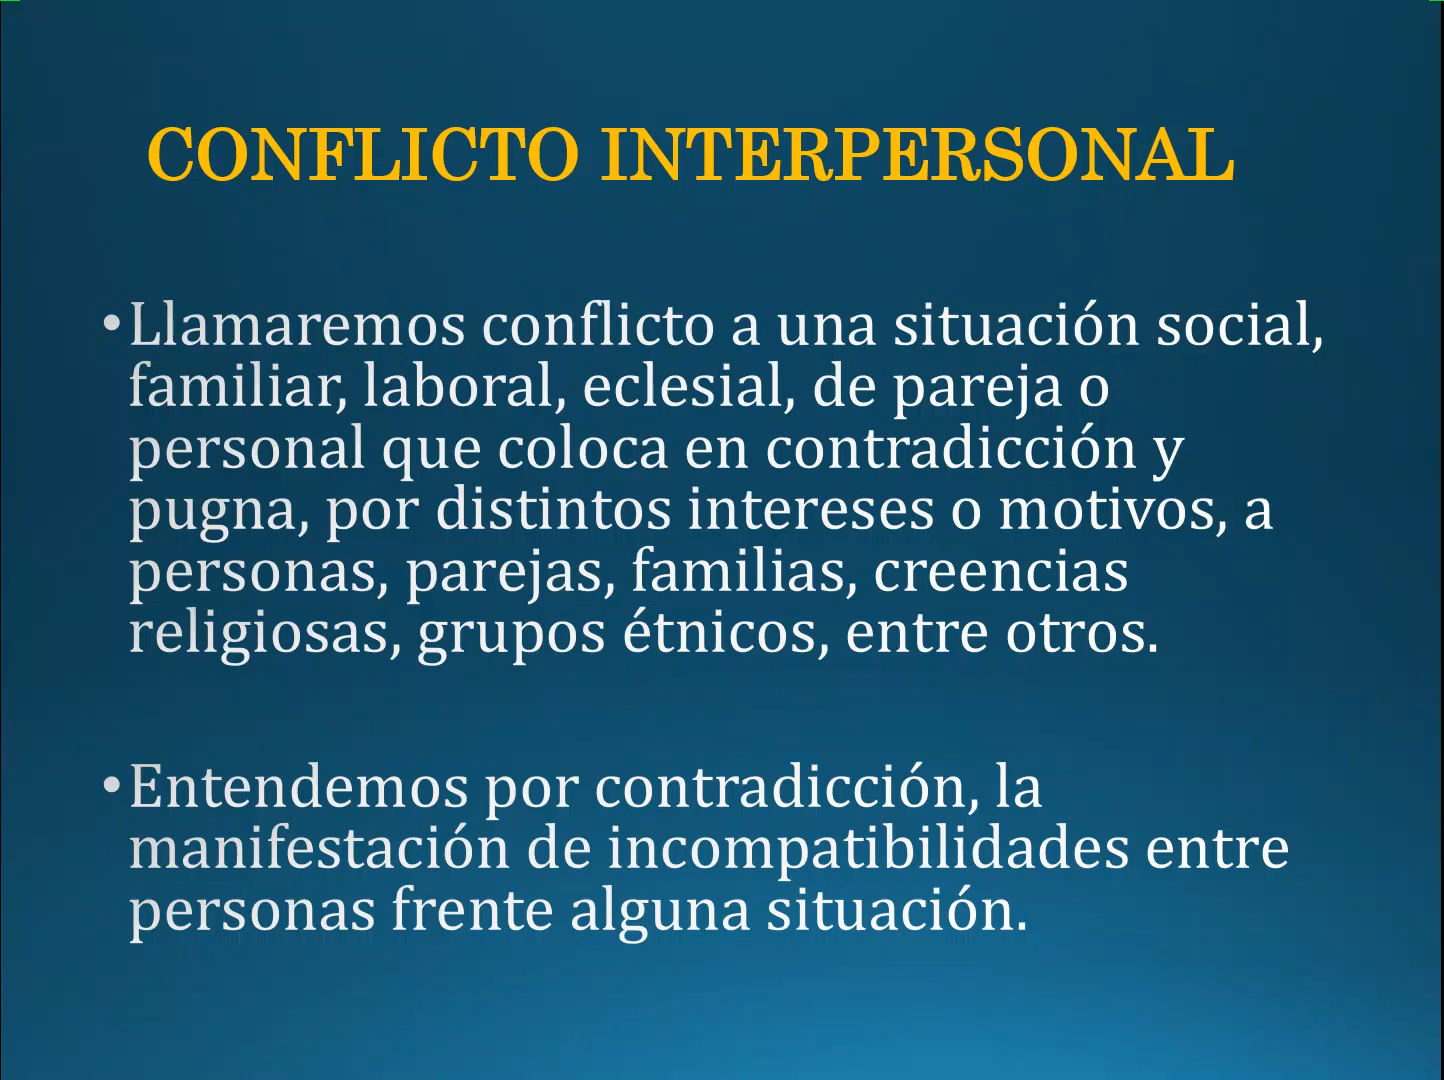 CONFLICTO INTERPERSONAL
•Llamaremos conflicto a una situación social,
familiar, laboral, eclesial, de pareja o
personal que coloca en contradicción y
pugna, por distintos intereses o motivos, a
personas, parejas, familias, creencias
religiosas, grupos étnicos, entre otros.
•Entendemos por contradicción, la
manifestación de incompatibilidades entre
personas frente alguna situación.